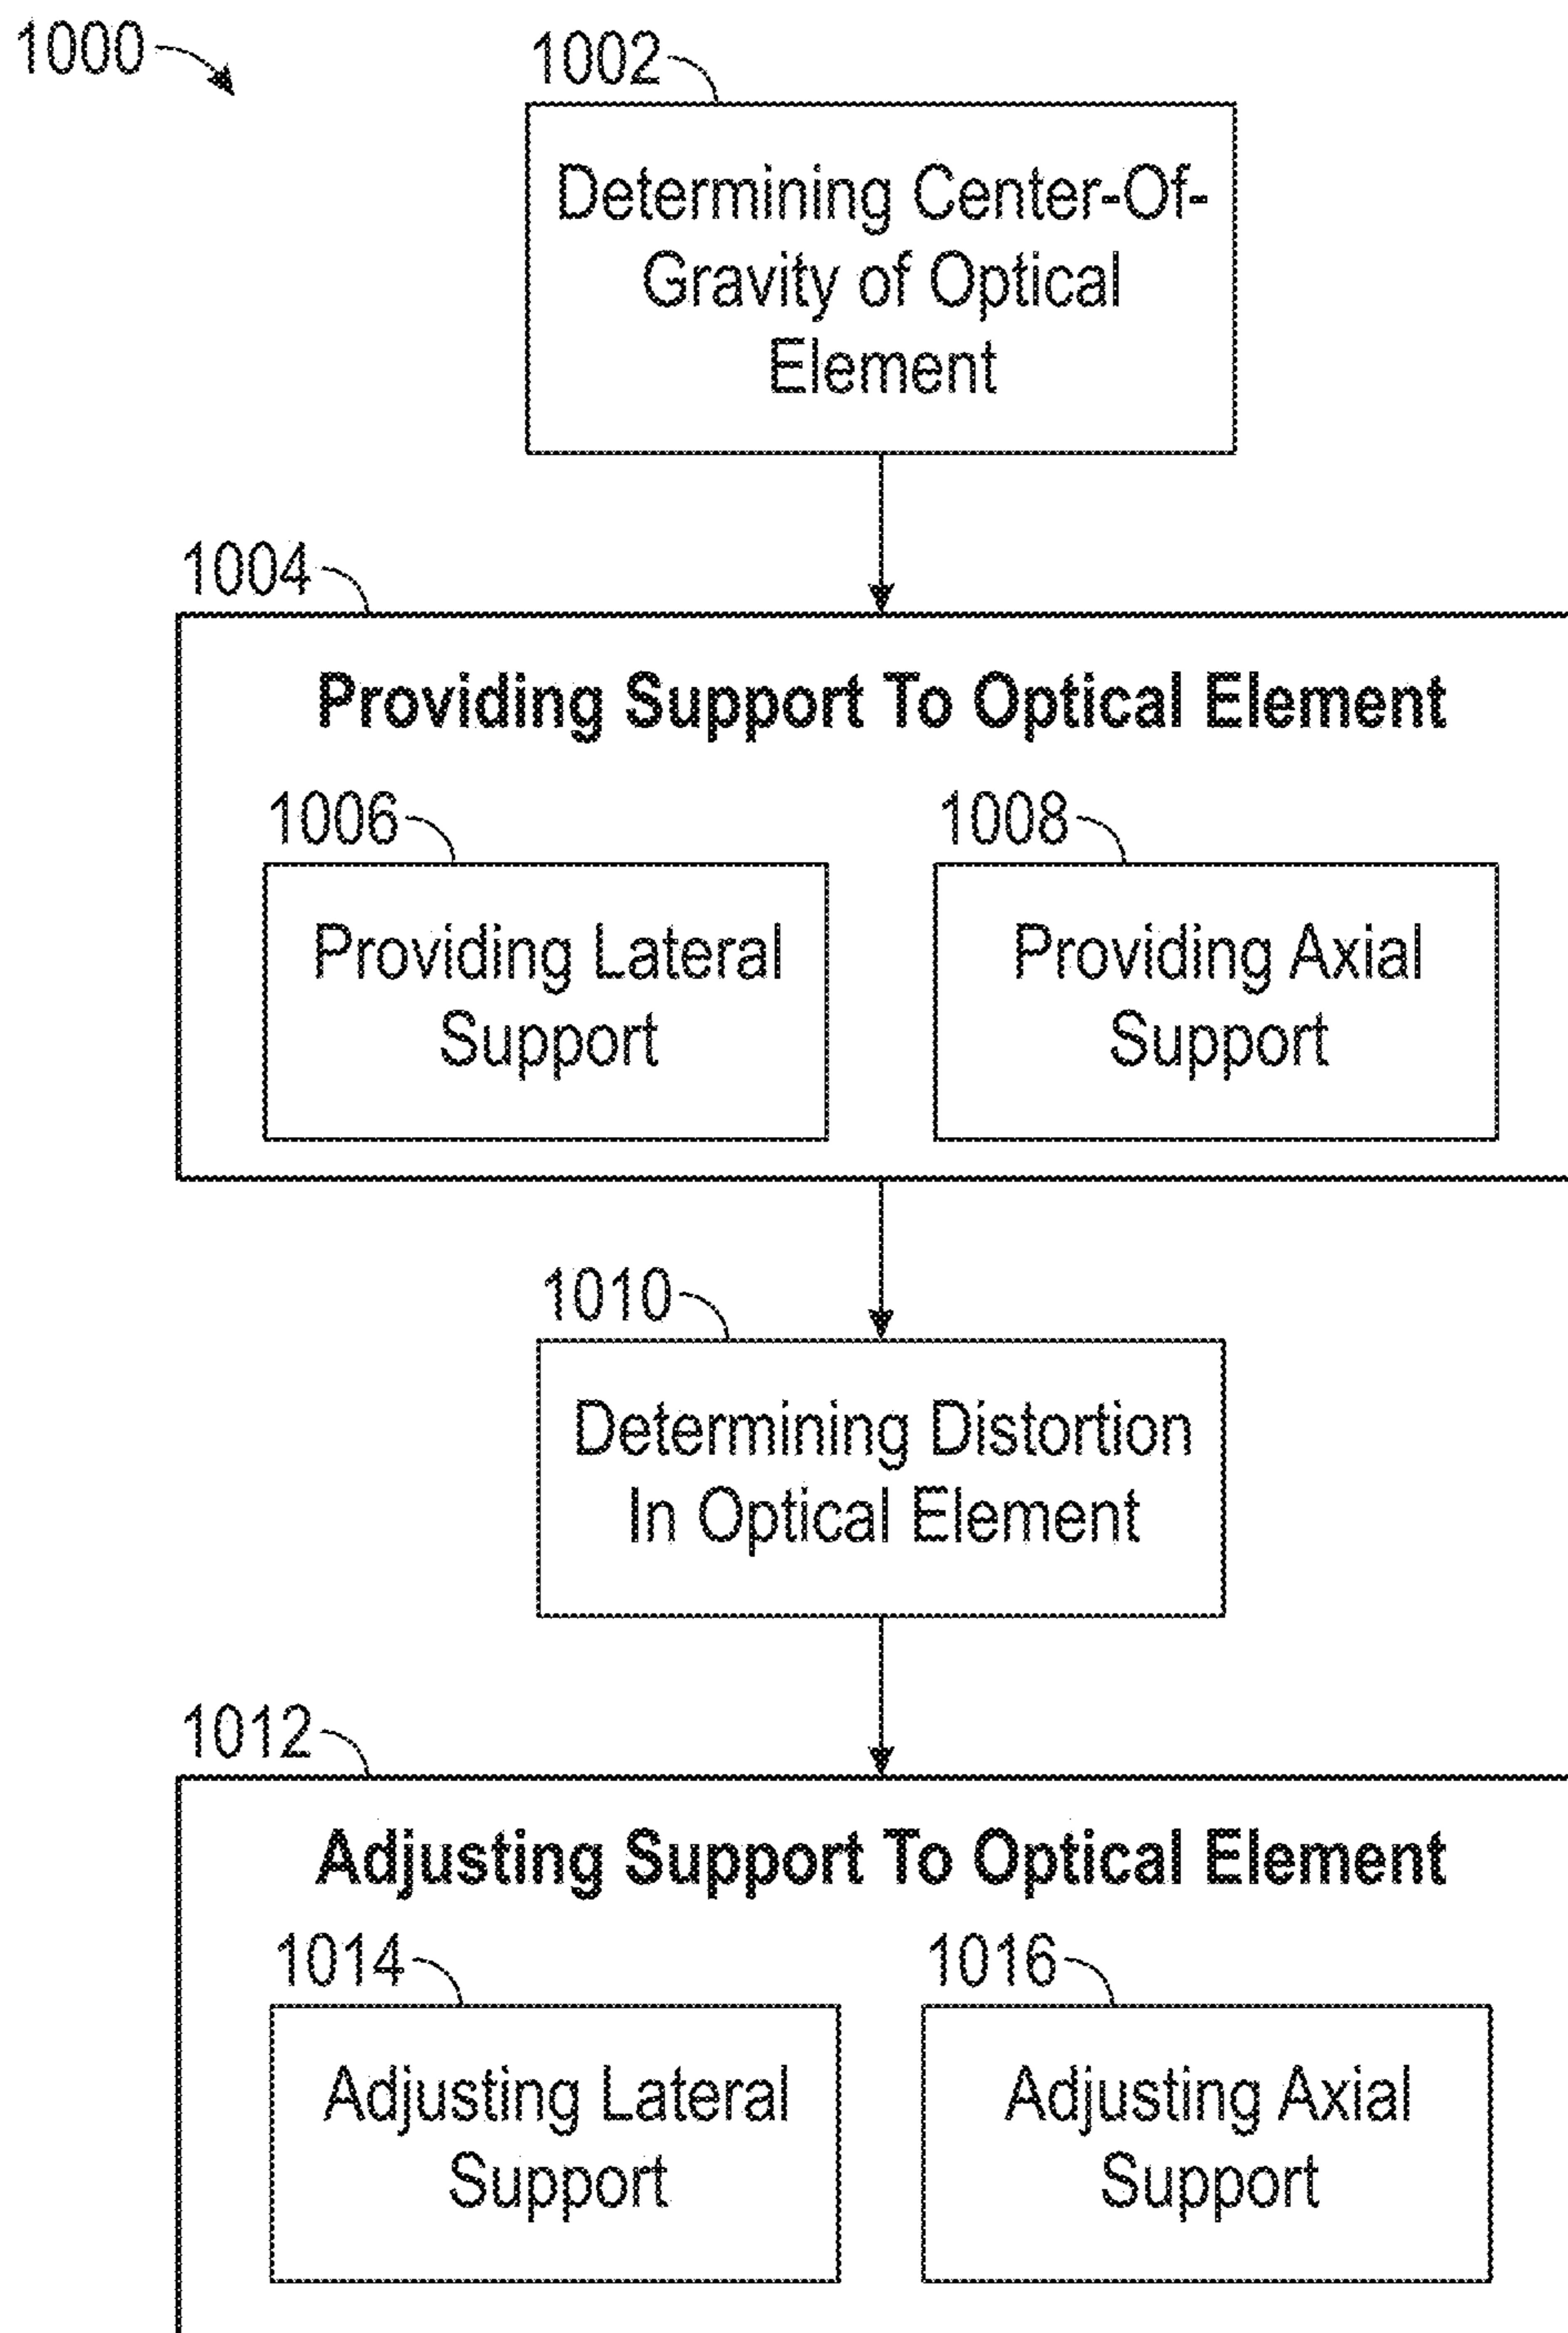 1000
1002
Determining Center-Of-
Gravity of Optical
Element
1004
Providing Support To Optical Element
1006
1008
Providing Lateral
Support
Providing Axial
Support
1010
Determining Distortion
In Optical Element
1012
Adjusting Support To Optical Element
1014
1016
Adjusting Lateral
Support
Adjusting Axial
Support